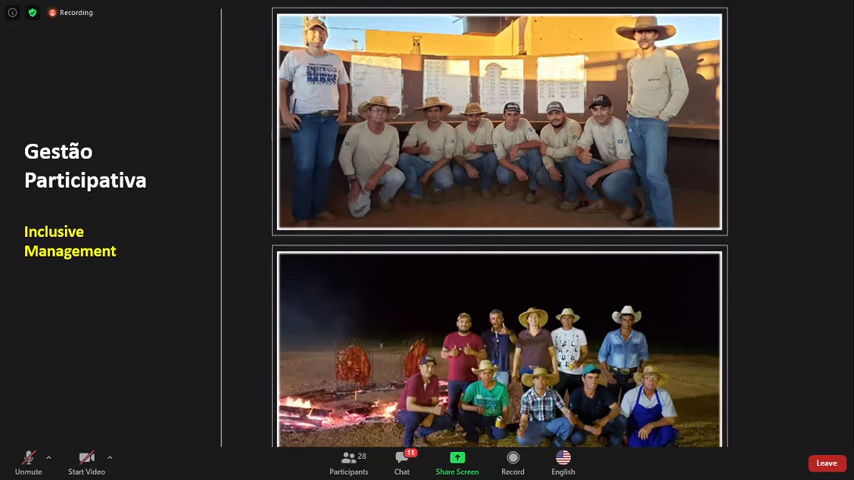 Recording
Gestão
Participativa
Inclusive
Management
Unmute
Start Video
28
Participants
11
Chat
Share Screen
Record
English
Leave